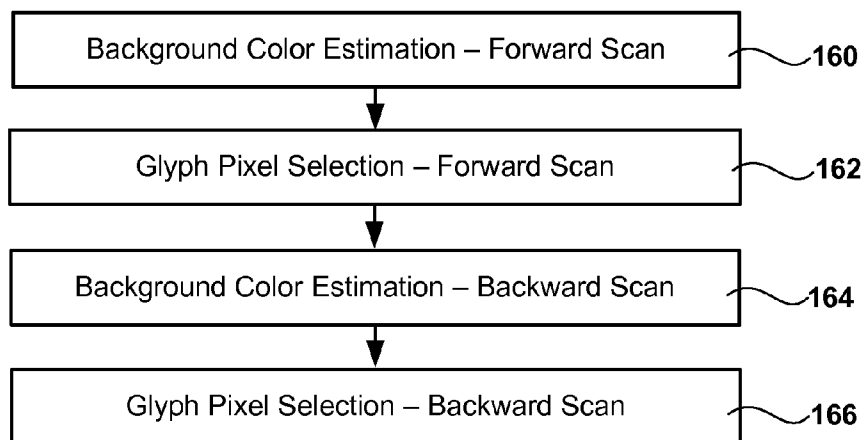 Background Color Estimation – Forward Scan 160
Glyph Pixel Selection – Forward Scan 162
Background Color Estimation – Backward Scan 164
Glyph Pixel Selection – Backward Scan 166